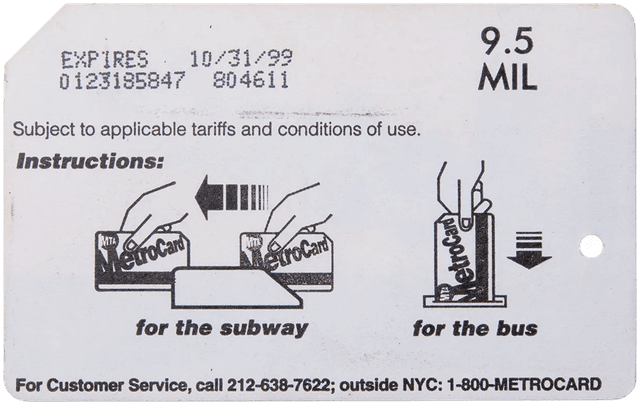 EXPIRES 10/31/99
0123185847 804611
9.5
MIL
Subject to applicable tariffs and conditions of use.
Instructions:
MTA
MetroCard
MTA
MetroCard
MetroCard
for the subway
for the bus
For Customer Service, call 212-638-7622; outside NYC: 1-800-METROCARD